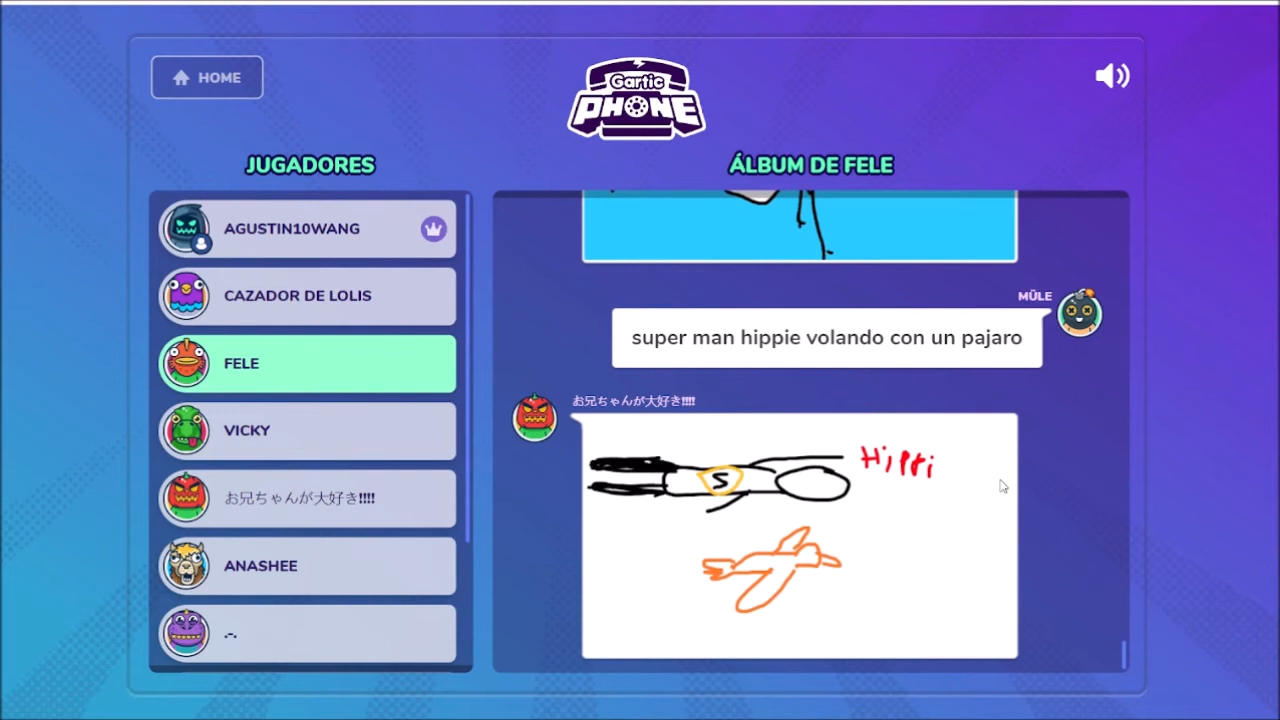 HOME
Gartic
PHONE
JUGADORES
ÁLBUM DE FELE
AGUSTIN10WANG
CAZADOR DE LOLIS
FELE
VICKY
お兄ちゃんが大好き!!!!
ANASHEE
.-.
MÜLE
super man hippie volando con un pajaro
お兄ちゃんが大好き!!!!
S
Hippi